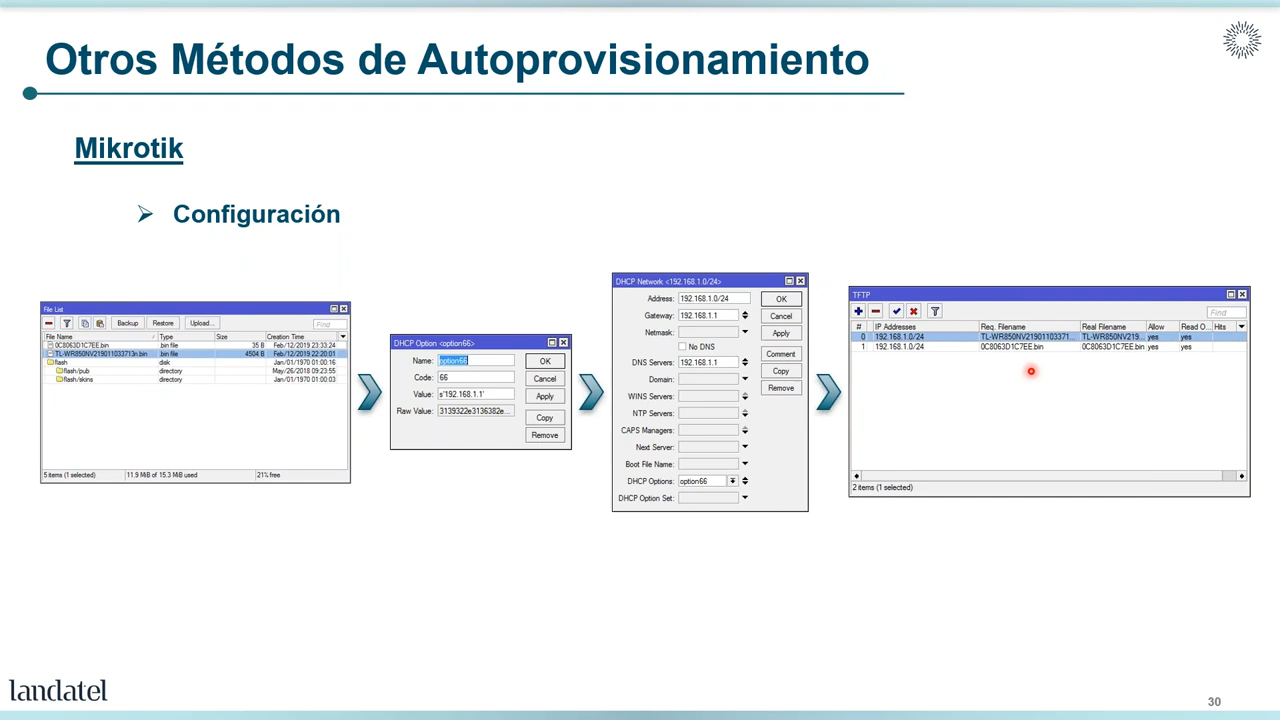 Otros Métodos de Autoprovisionamiento
Mikrotik
Configuración
File List
Backup Restore Upload... Find
File Name Type Size Creation Time
0C8063D1C7EE.bin .bin file 35 B Feb/12/2019 23:33:24
TL-WR850NV219011033713n.bin .bin file 4504 B Feb/12/2019 22:20:01
flash disk Jan/01/1970 01:00:16
flash/pub directory May/26/2018 09:23:55
flash/skins directory Jan/01/1970 01:00:03
5 items (1 selected) 11.9 MiB of 15.3 MiB used 21% free
DHCP Option <option66>
Name: option66 OK
Code: 66 Cancel
Value: s'192.168.1.1' Apply
Raw Value: 3139322e3136382e... Copy
Remove
DHCP Network <192.168.1.0/24>
Address: 192.168.1.0/24 OK
Gateway: 192.168.1.1 Cancel
Netmask: Apply
No DNS
Comment
DNS Servers: 192.168.1.1 Copy
Domain: Remove
WINS Servers:
NTP Servers:
CAPS Managers:
Next Server:
Boot File Name:
DHCP Options: option66
DHCP Option Set:
TFTP
Find
# IP Addresses Req. Filename Real Filename Allow Read O... Hits
0 192.168.1.0/24 TL-WR850NV21901103371... TL-WR850NV219... yes yes
1 192.168.1.0/24 0C8063D1C7EE.bin 0C8063D1C7EE.bin yes yes
2 items (1 selected)
landatel
30